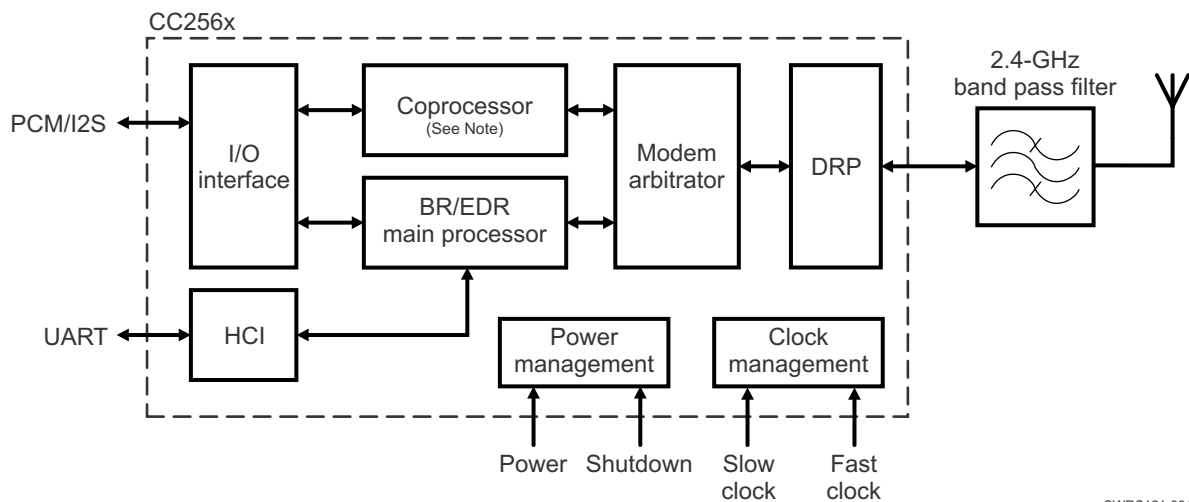 CC256x
2.4-GHz
band pass filter
PCM/I2S
I/O
interface
Coprocessor
(See Note)
BR/EDR
main processor
Modem
arbitrator
DRP
UART
HCI
Power
management
Clock
management
Power
Shutdown
Slow
clock
Fast
clock